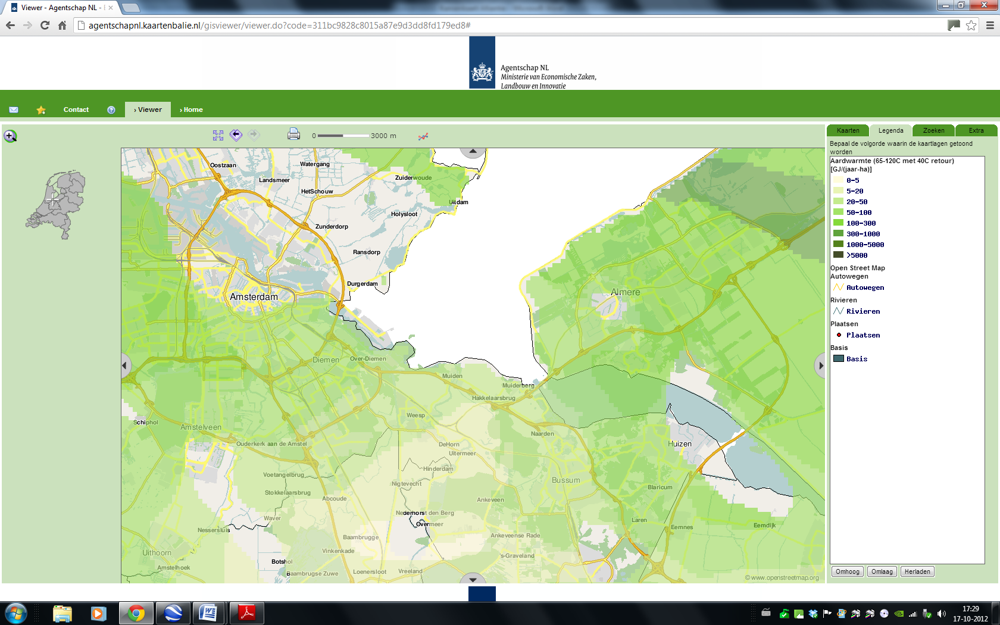 Viewer - Agentschap NL - 
agentschapnl.kaartenbalie.nl/gisviewer/viewer.do?code=311bc9828c8015a87e9d3dd8fd179ed8#
Agentschap NL
Ministerie van Economische Zaken,
Landbouw en Innovatie
Contact
› Viewer
› Home
0
3000 m
Kaarten
Legenda
Zoeken
Extra
Bepaal de volgorde waarin de kaartlagen getoond
worden
Aardwarmte (65-120C met 40C retour)
[GJ/(jaar-ha)]
0-5
5-20
20-50
50-100
100-300
300-1000
1000-5000
>5000
Open Street Map
Autowegen
Autowegen
Rivieren
Rivieren
Plaatsen
Plaatsen
Basis
Basis
Omhoog
Omlaag
Herladen
Oostzaan
Watergang
Landsmeer
Zuiderwoude
HetSchouw
Uitdam
Holysloot
Zunderdorp
Ransdorp
Durgerdam
Amsterdam
Almere
Diemen
Over-Diemen
Muiden
Muiderberg
Hakkelaarsbrug
Weesp
Schiphol
Amstelveen
Naarden
Ouderkerk aan de Amstel
DeHorn
Huizen
Uitermeer
Hinderdam
Voetangelbrug
Bussum
Nigtevecht
Blaricum
Stokkelaarsbrug
Abcoude
Ankeveen
Nederhorst den Berg
Waver
Overmeer
Laren
Nessersluis
Emnes
Eemdijk
Baambrugge
Ankeveense Rade
Vinkenkade
Uithoorn
's-Graveland
Botshol
Amstelhoek
Baambrugse Zuwe
Loenersloot
Vreeland
©www.openstreetmap.org
17:29
17-10-2012